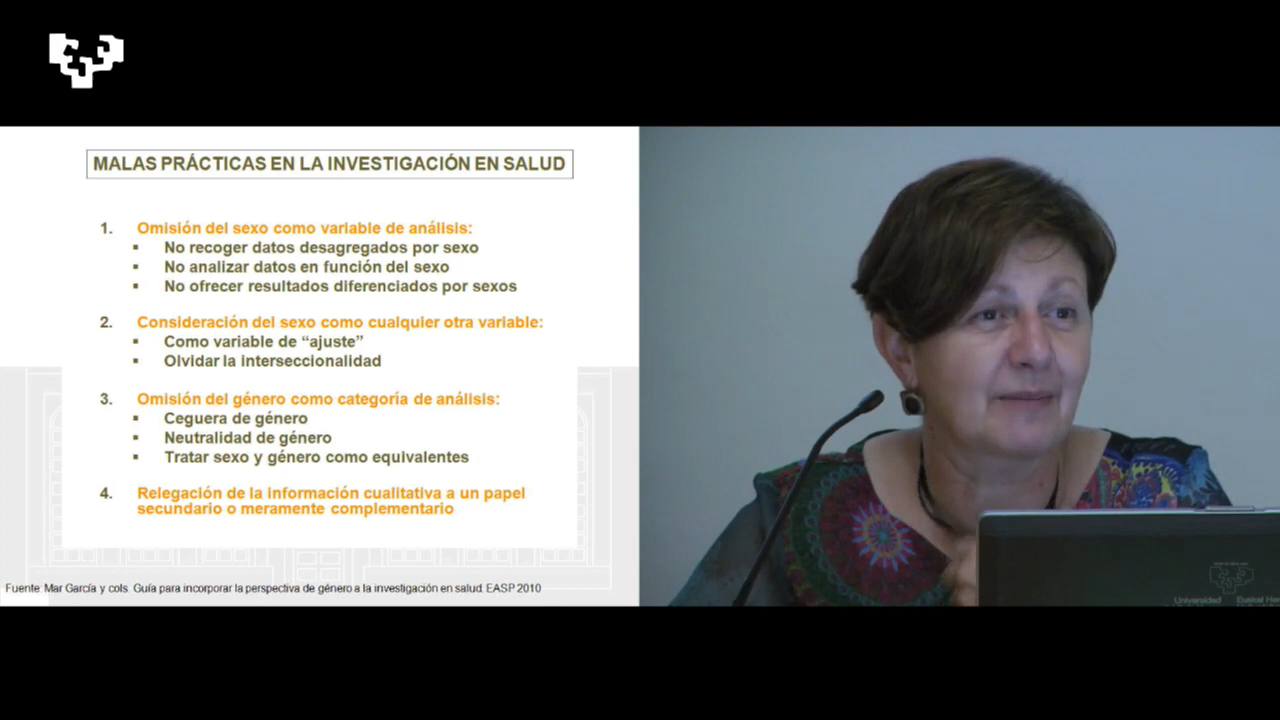 MALAS PRÁCTICAS EN LA INVESTIGACIÓN EN SALUD
1. Omisión del sexo como variable de análisis:
▪ No recoger datos desagregados por sexo
▪ No analizar datos en función del sexo
▪ No ofrecer resultados diferenciados por sexos
2. Consideración del sexo como cualquier otra variable:
▪ Como variable de “ajuste”
▪ Olvidar la interseccionalidad
3. Omisión del género como categoría de análisis:
▪ Ceguera de género
▪ Neutralidad de género
▪ Tratar sexo y género como equivalentes
4. Relegación de la información cualitativa a un papel
secundario o meramente complementario
Fuente: Mar García y cols. Guía para incorporar la perspectiva de género a la investigación en salud. EASP 2010
Universidad Euskal